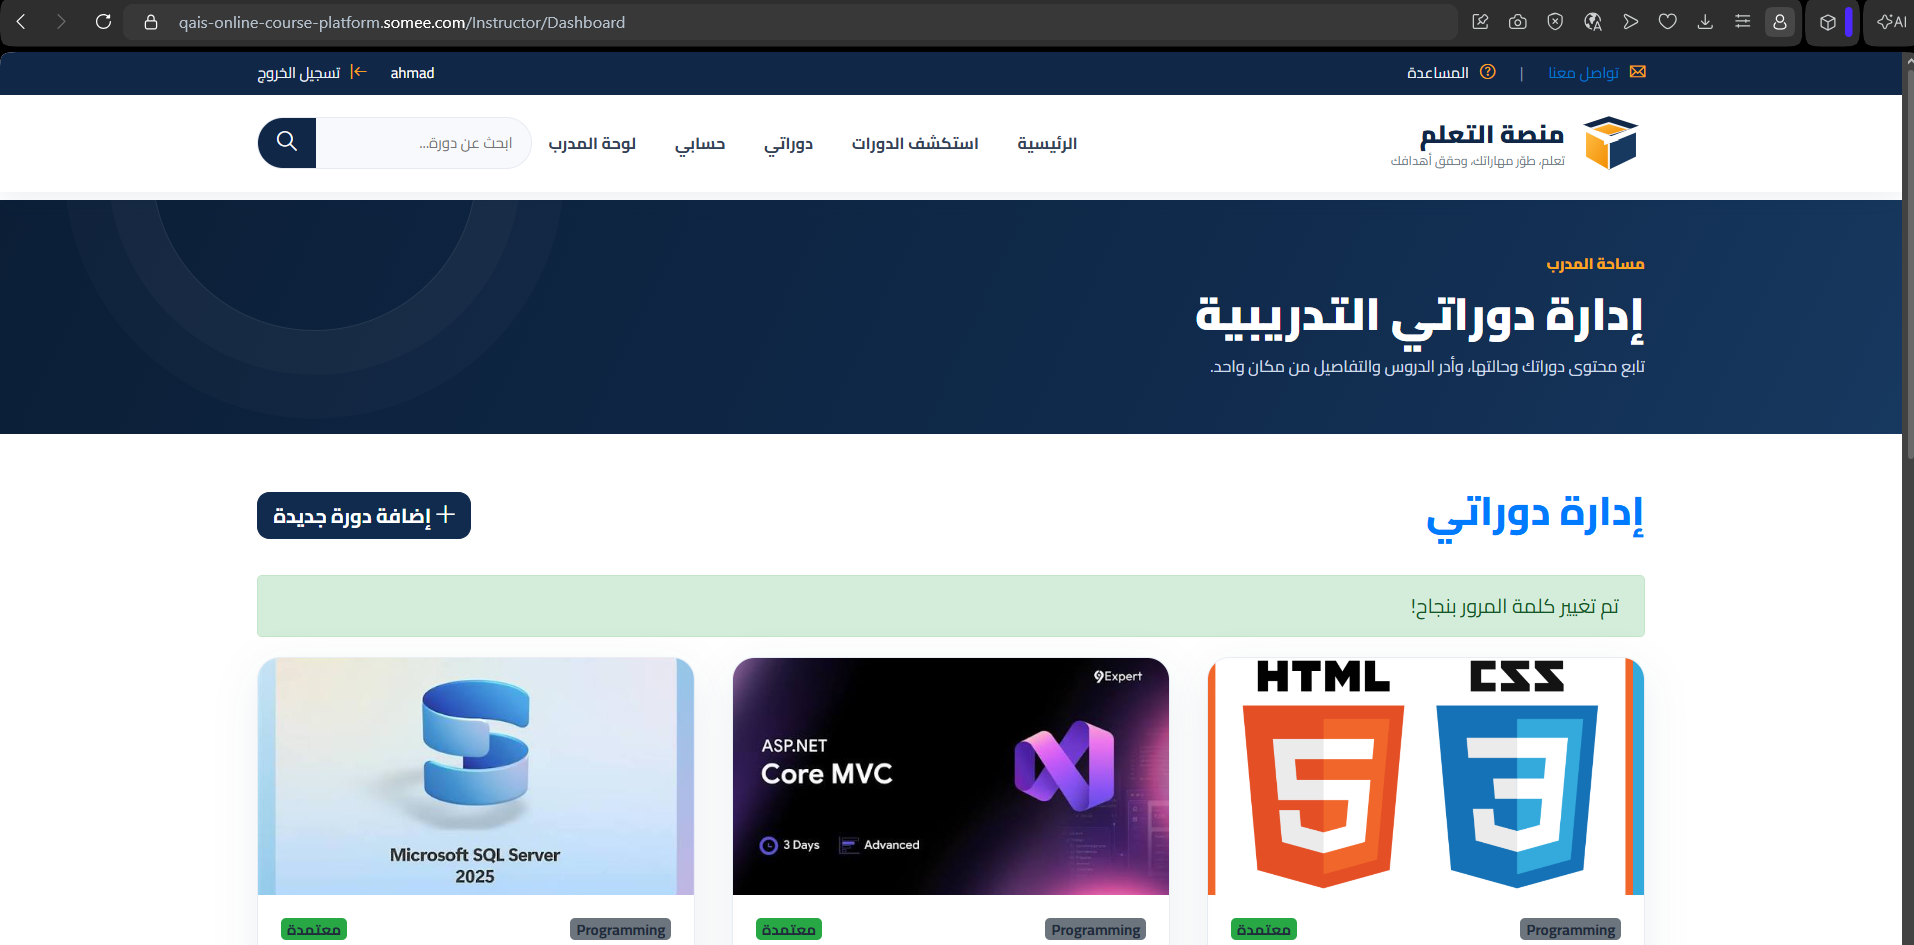 qais-online-course-platform.somee.com/Instructor/Dashboard
AI
تواصل معنا | المساعدة
ahmad تسجيل الخروج
منصة التعلم
تعلم، طوّر مهاراتك، وحقق أهدافك
الرئيسية استكشف الدورات دوراتي حسابي لوحة المدرب
ابحث عن دورة...
مساحة المدرب
إدارة دوراتي التدريبية
تابع محتوى دوراتك وحالتها، وأدر الدروس والتفاصيل من مكان واحد.
إدارة دوراتي
إضافة دورة جديدة
تم تغيير كلمة المرور بنجاح!
HTML CSS
Programming معتمدة
9Expert
ASP.NET
Core MVC
3 Days Advanced
Programming معتمدة
Microsoft SQL Server
2025
Programming معتمدة